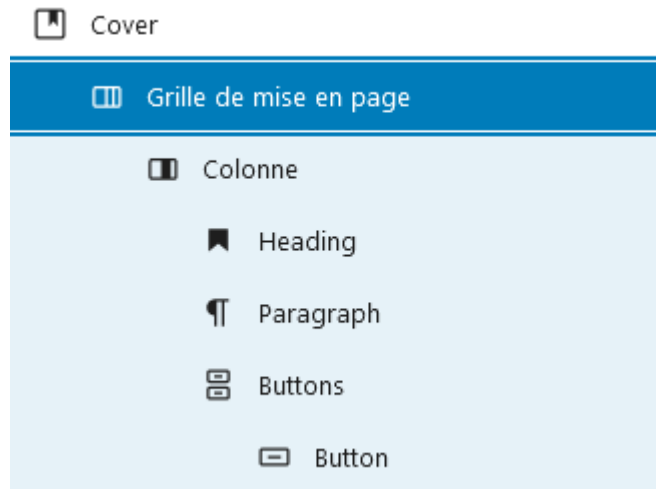 Cover
Grille de mise en page
Colonne
Heading
Paragraph
Buttons
Button